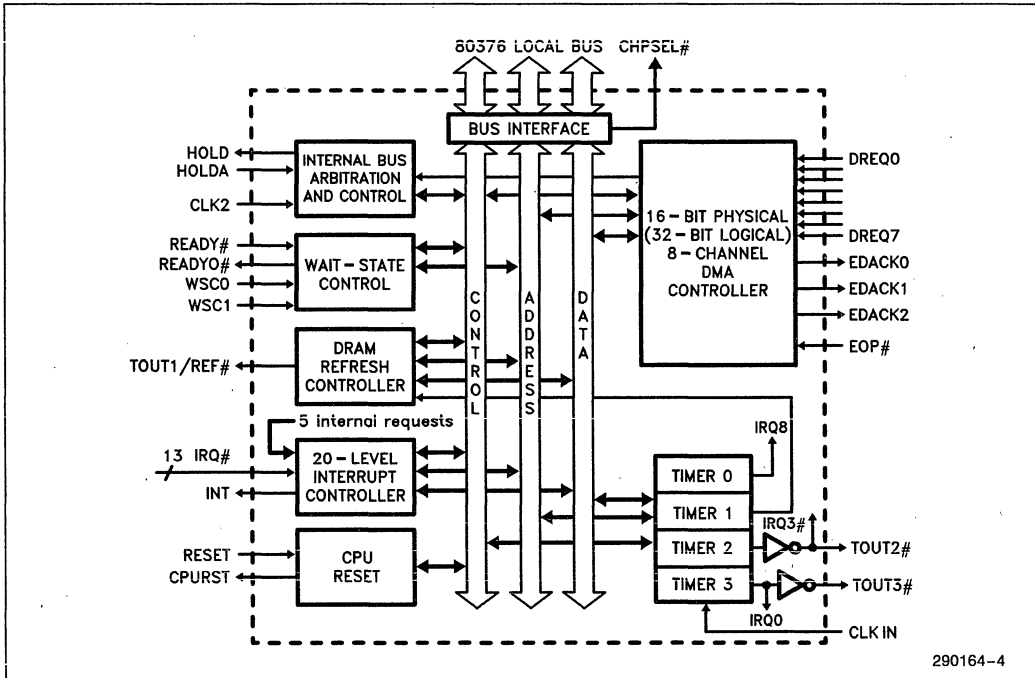 80376 LOCAL BUS CHPSEL#
BUS INTERFACE
HOLD
HOLDA
CLK2
INTERNAL BUS
ARBITRATION
AND CONTROL
READY#
READYO#
WSC0
WSC1
WAIT-STATE
CONTROL
TOUT1/REF#
DRAM
REFRESH
CONTROLLER
5 internal requests
13 IRQ#
INT
20-LEVEL
INTERRUPT
CONTROLLER
RESET
CPURST
CPU
RESET
CONTROL
ADDRESS
DATA
16-BIT PHYSICAL
(32-BIT LOGICAL)
8-CHANNEL
DMA
CONTROLLER
DREQ0
DREQ7
EDACK0
EDACK1
EDACK2
EOP#
IRQ8
TIMER 0
TIMER 1
TIMER 2
TIMER 3
IRQ3#
TOUT2#
TOUT3#
IRQ0
CLK IN
290164-4